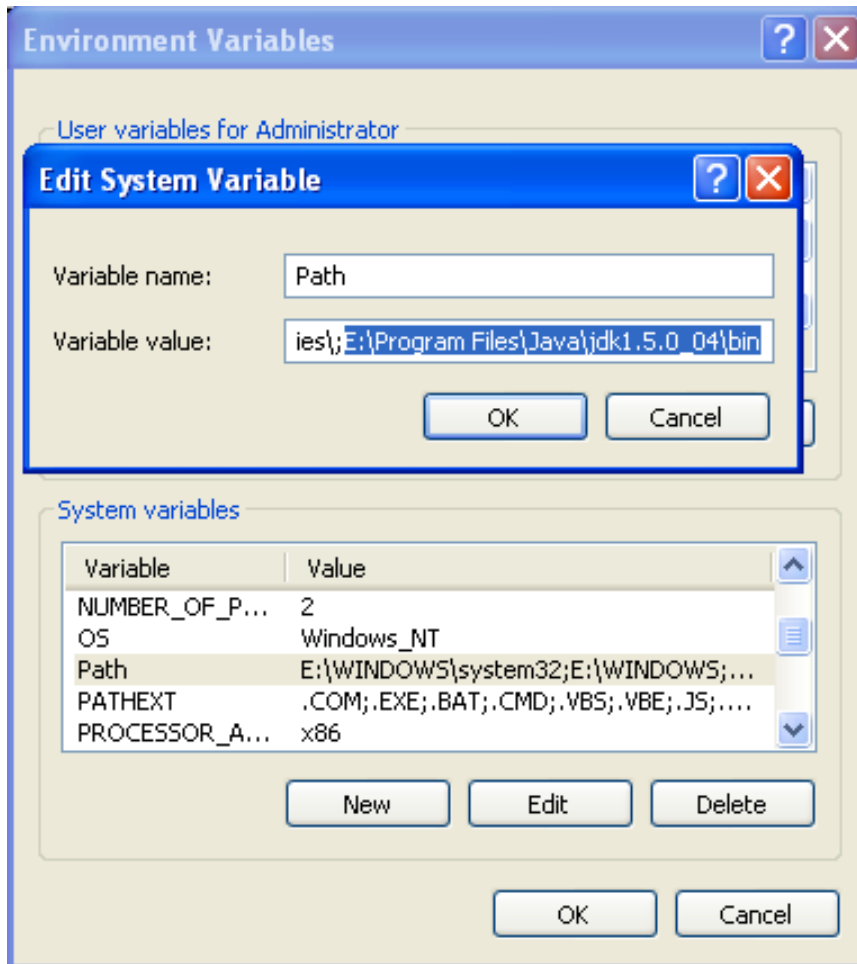 Environment Variables
User variables for Administrator
Edit System Variable
Variable name: Path
Variable value: ies\;E:\Program Files\Java\jdk1.5.0_04\bin
OK Cancel
System variables
Variable Value
NUMBER_OF_P... 2
OS Windows_NT
Path E:\WINDOWS\system32;E:\WINDOWS;...
PATHEXT .COM;.EXE;.BAT;.CMD;.VBS;.VBE;.JS;....
PROCESSOR_A... x86
New Edit Delete
OK Cancel